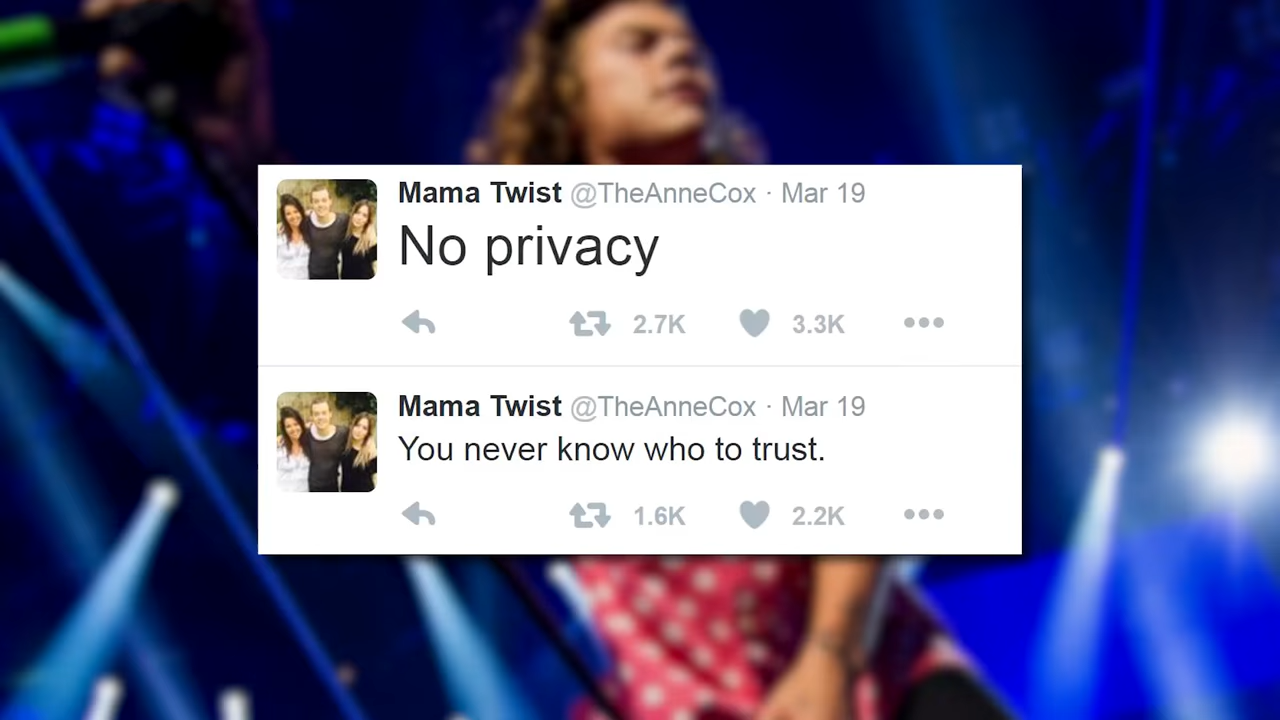 Mama Twist @TheAnneCox · Mar 19
No privacy
2.7K 3.3K
Mama Twist @TheAnneCox · Mar 19
You never know who to trust.
1.6K 2.2K